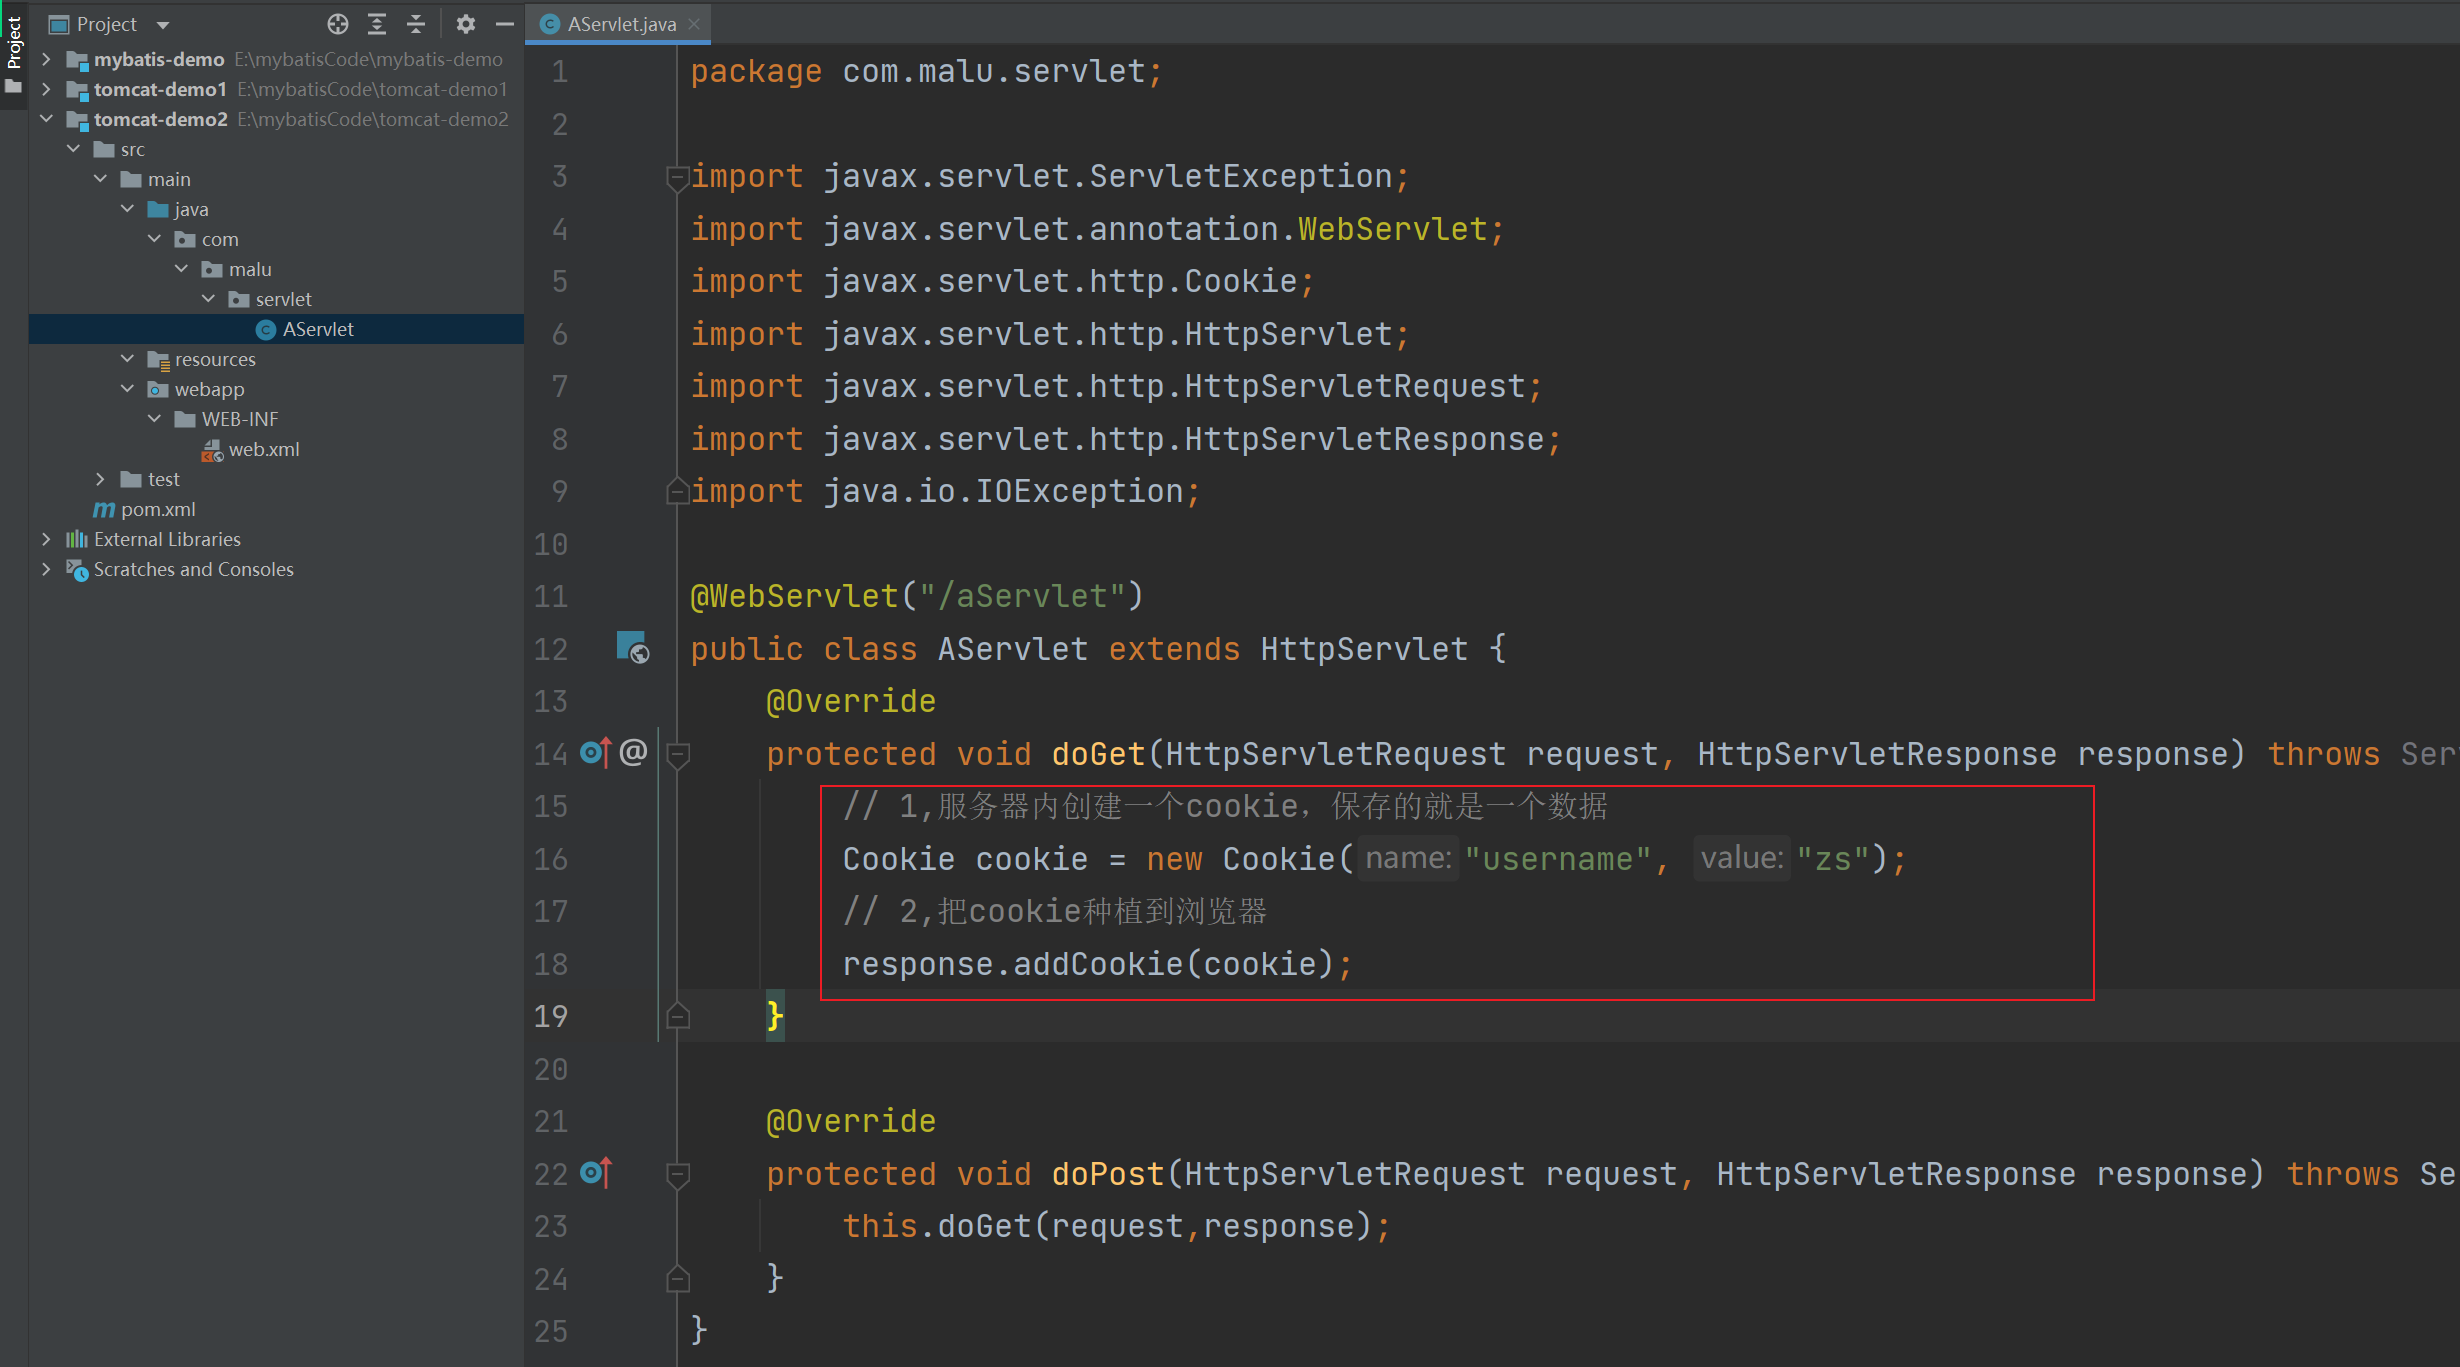 Project
Project
mybatis-demo E:\mybatisCode\mybatis-demo
tomcat-demo1 E:\mybatisCode\tomcat-demo1
tomcat-demo2 E:\mybatisCode\tomcat-demo2
src
main
java
com
malu
servlet
AServlet
resources
webapp
WEB-INF
web.xml
test
pom.xml
External Libraries
Scratches and Consoles
AServlet.java
1 package com.malu.servlet;
2
3 import javax.servlet.ServletException;
4 import javax.servlet.annotation.WebServlet;
5 import javax.servlet.http.Cookie;
6 import javax.servlet.http.HttpServlet;
7 import javax.servlet.http.HttpServletRequest;
8 import javax.servlet.http.HttpServletResponse;
9 import java.io.IOException;
10
11 @WebServlet("/aServlet")
12 public class AServlet extends HttpServlet {
13 @Override
14 protected void doGet(HttpServletRequest request, HttpServletResponse response) throws Ser
15 // 1,服务器内创建一个cookie，保存的就是一个数据
16 Cookie cookie = new Cookie( name: "username", value: "zs");
17 // 2,把cookie种植到浏览器
18 response.addCookie(cookie);
19 }
20
21 @Override
22 protected void doPost(HttpServletRequest request, HttpServletResponse response) throws Se
23 this.doGet(request,response);
24 }
25 }